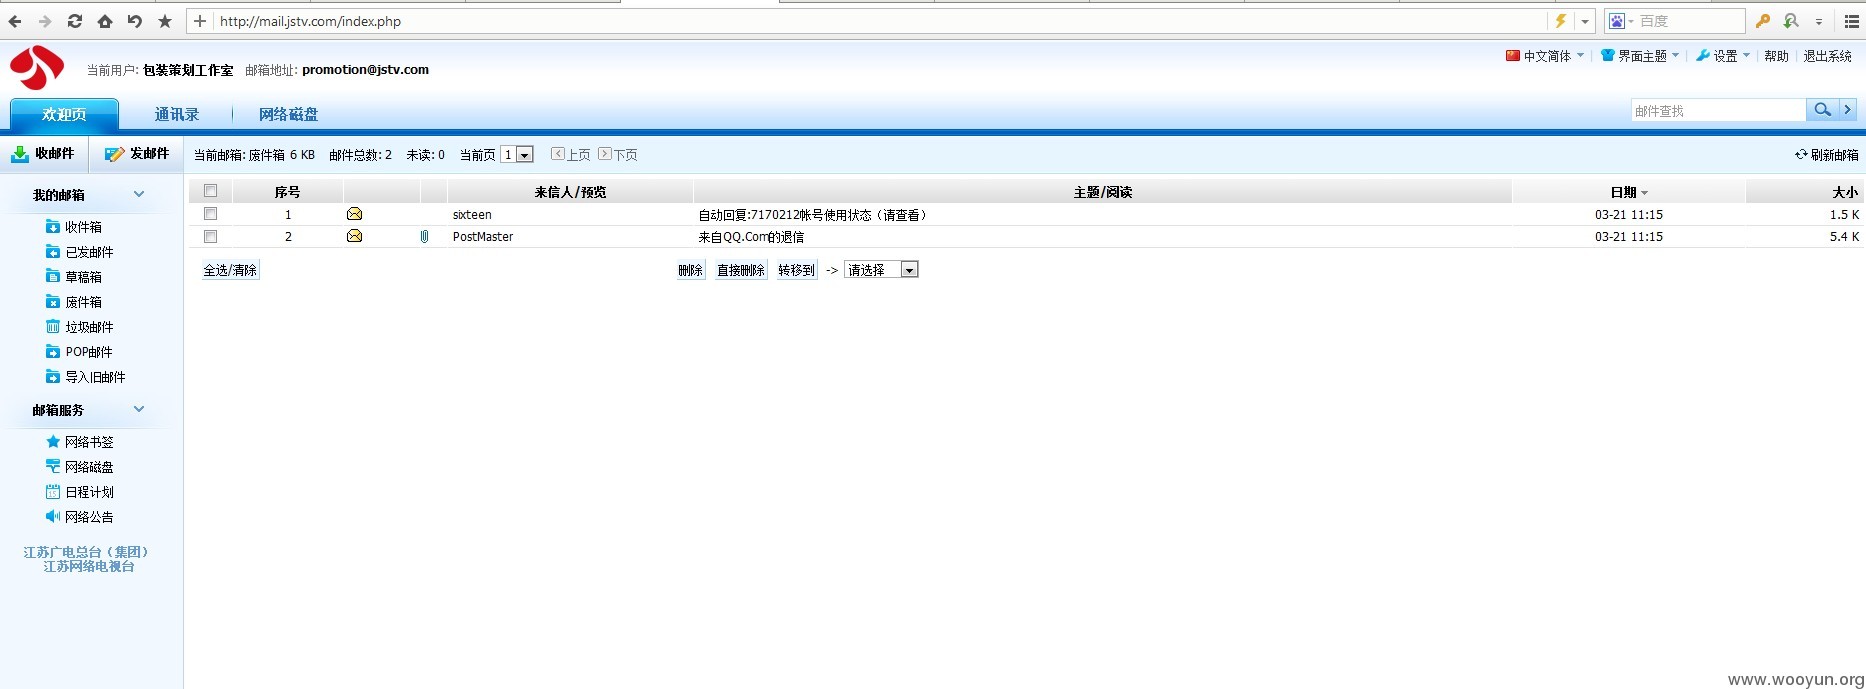 http://mail.jstv.com/index.php
百度
当前用户: 包装策划工作室 邮箱地址: promotion@jstv.com
中文简体 界面主题 设置 帮助 退出系统
欢迎页 通讯录 网络磁盘
邮件查找
收邮件 发邮件
当前邮箱: 废件箱 6 KB 邮件总数: 2 未读: 0 当前页 1 上页 下页
刷新邮箱
我的邮箱
收件箱
已发邮件
草稿箱
废件箱
垃圾邮件
POP邮件
导入旧邮件
邮箱服务
网络书签
网络磁盘
15 日程计划
网络公告
江苏广电总台（集团）
江苏网络电视台
序号 来信人/预览 主题/阅读 日期 大小
1 sixteen 自动回复:7170212帐号使用状态（请查看） 03-21 11:15 1.5 K
2 PostMaster 来自QQ.Com的退信 03-21 11:15 5.4 K
全选/清除 删除 直接删除 转移到 -> 请选择
www.wooyun.org